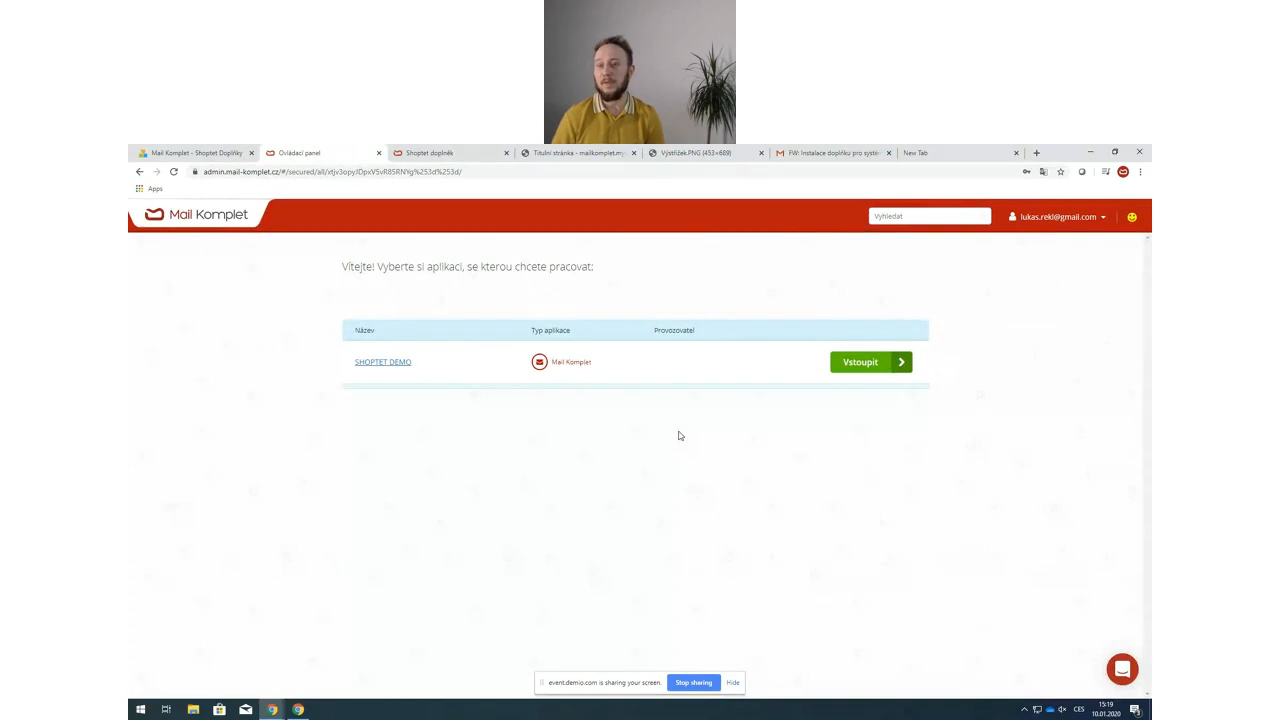 Mail Komplet - Shoptet Doplňky
Ovládací panel
Shoptet doplněk
Titulní stránka - mailkomplet.my
Výstřižek.PNG (453×689)
FW: Instalace doplňku pro systé
New Tab
admin.mail-komplet.cz/#/secured/all/xtjv3opyJDpxVSvR8SRNYg%253d%253d/
Apps
Mail Komplet
Vyhledat
lukas.rekl@gmail.com
Vítejte! Vyberte si aplikaci, se kterou chcete pracovat:
Název Typ aplikace Provozovatel
SHOPTET DEMO Mail Komplet Vstoupit
event.demio.com is sharing your screen. Stop sharing Hide
CES
15:19
10.01.2020